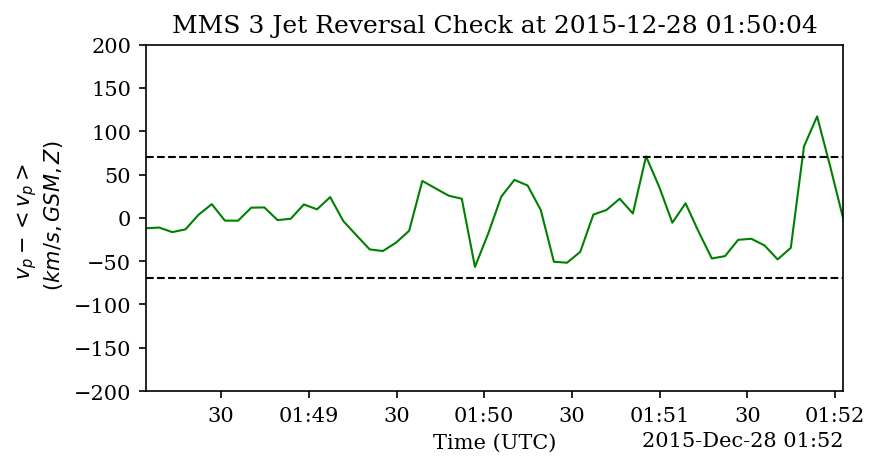 MMS 3 Jet Reversal Check at 2015-12-28 01:50:04
200
150
100
50
0
−50
−100
−150
−200
v_p − <v_p>
(km/s, GSM, Z)
30 01:49 30 01:50 30 01:51 30 01:52
Time (UTC) 2015-Dec-28 01:52